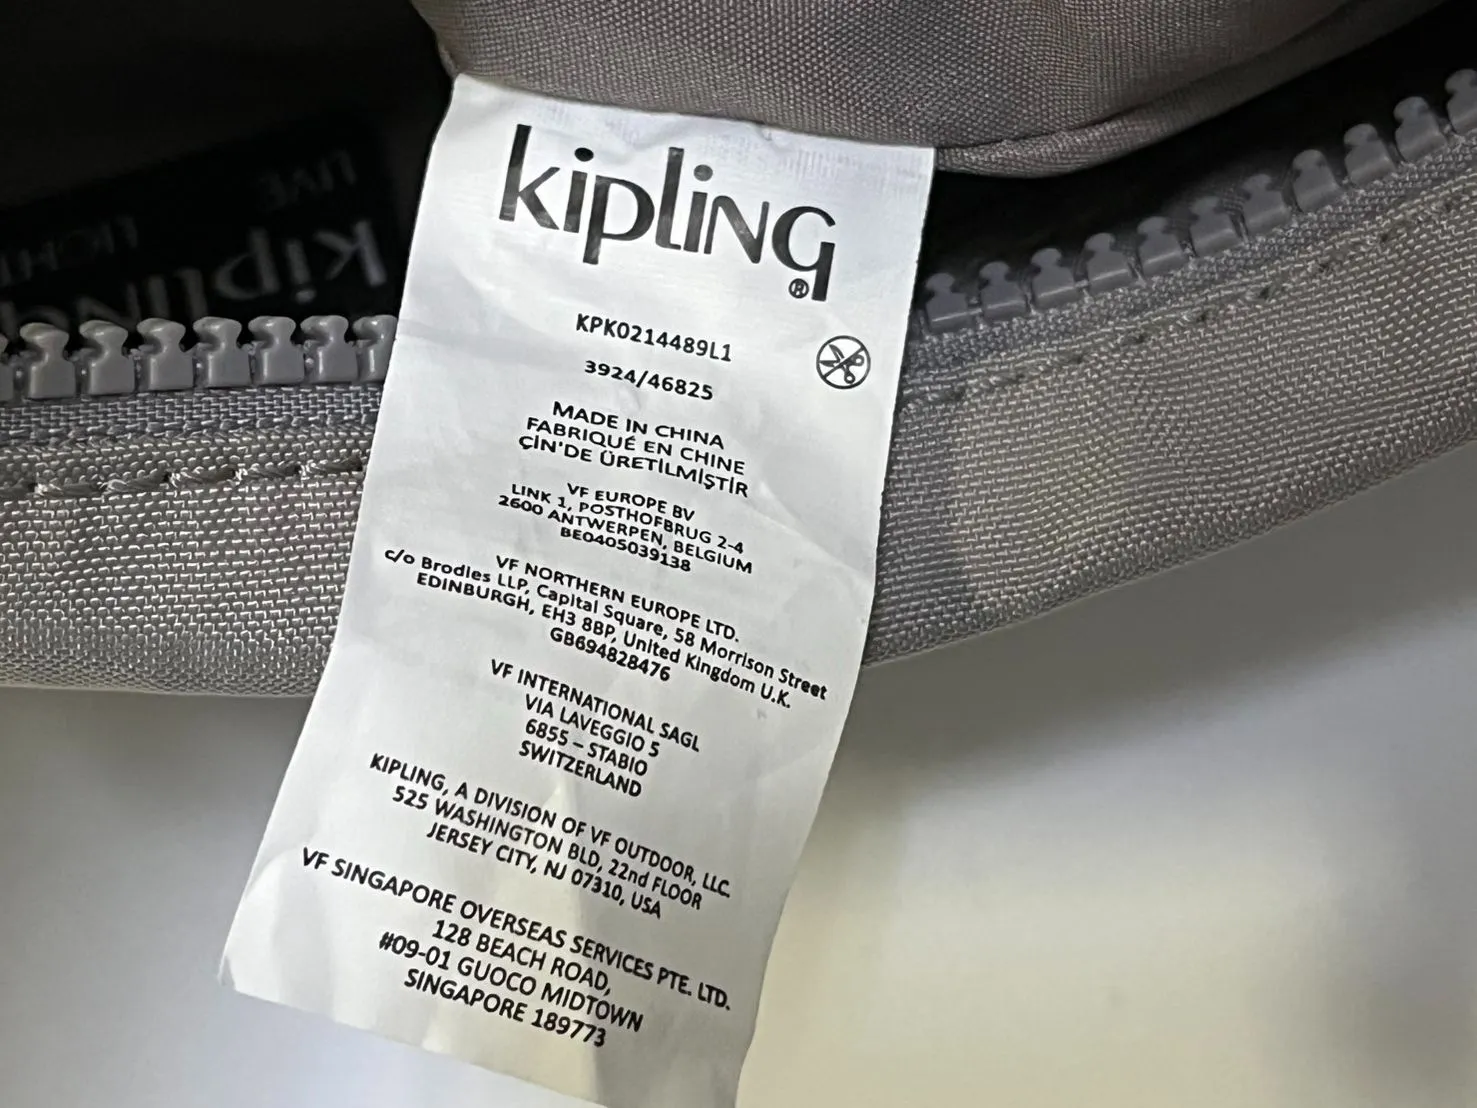 kipling
®
KPK0214489L1
3924/46825
MADE IN CHINA
FABRIQUÉ EN CHINE
ÇİN'DE ÜRETİLMİŞTİR
VF EUROPE BV
LINK 1, POSTHOFBRUG 2-4
2600 ANTWERPEN, BELGIUM
BE0405039138
VF NORTHERN EUROPE LTD.
c/o Brodies LLP, Capital Square, 58 Morrison Street
EDINBURGH, EH3 8BP, United Kingdom U.K.
GB694828476
VF INTERNATIONAL SAGL
VIA LAVEGGIO 5
6855 – STABIO
SWITZERLAND
KIPLING, A DIVISION OF VF OUTDOOR, LLC.
525 WASHINGTON BLD, 22nd FLOOR
JERSEY CITY, NJ 07310, USA
VF SINGAPORE OVERSEAS SERVICES PTE. LTD.
128 BEACH ROAD,
#09-01 GUOCO MIDTOWN
SINGAPORE 189773
LIVE
kipling